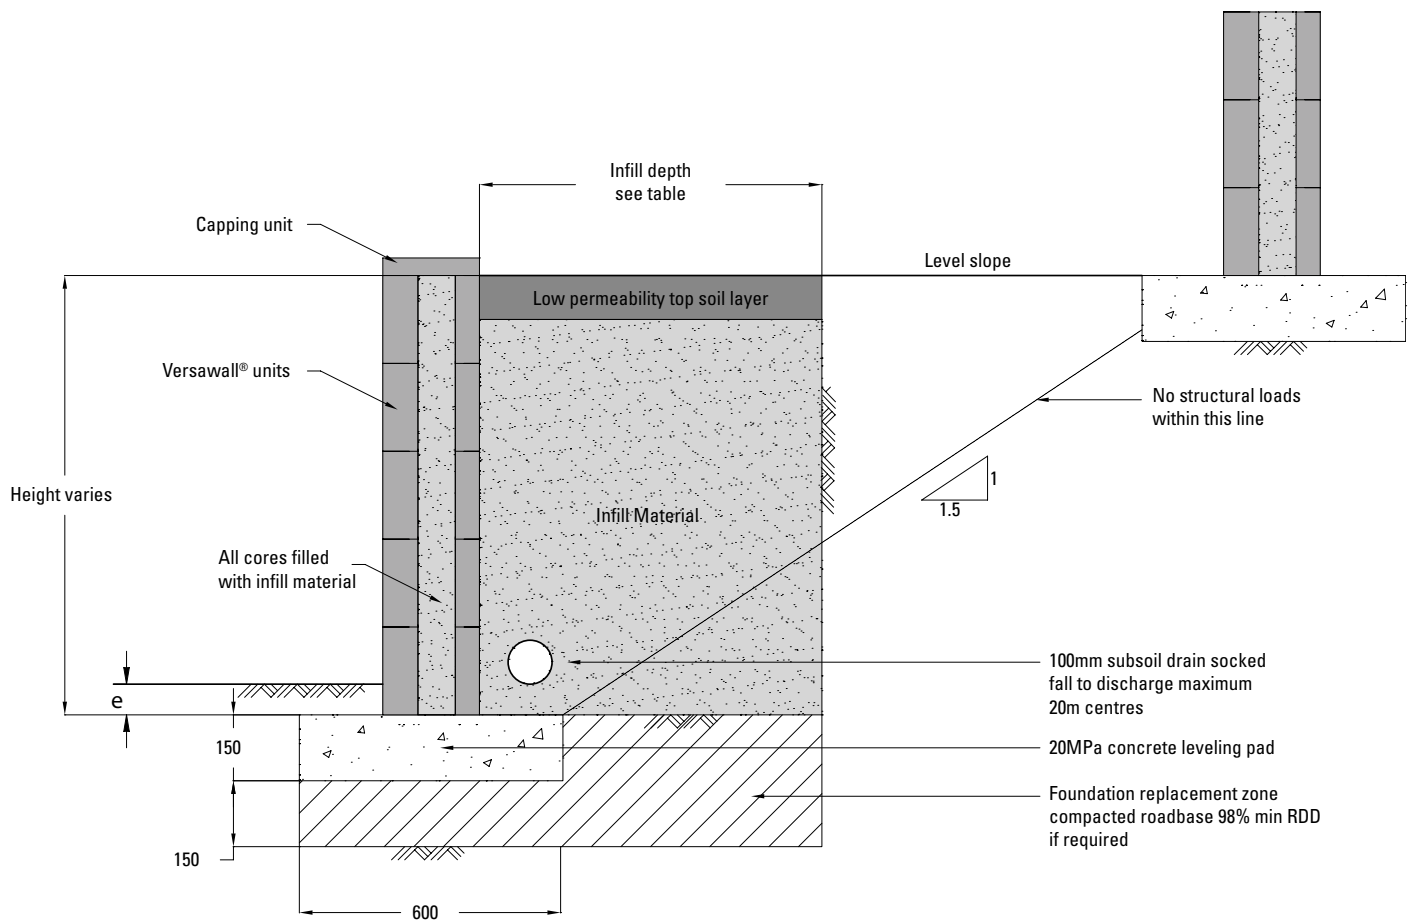 Infill depth
see table
Capping unit
Level slope
Low permeability top soil layer
Versawall® units
No structural loads
within this line
1
1.5
Height varies
Infill Material
All cores filled
with infill material
100mm subsoil drain socked
fall to discharge maximum
20m centres
e
150
20MPa concrete leveling pad
Foundation replacement zone
compacted roadbase 98% min RDD
if required
150
600